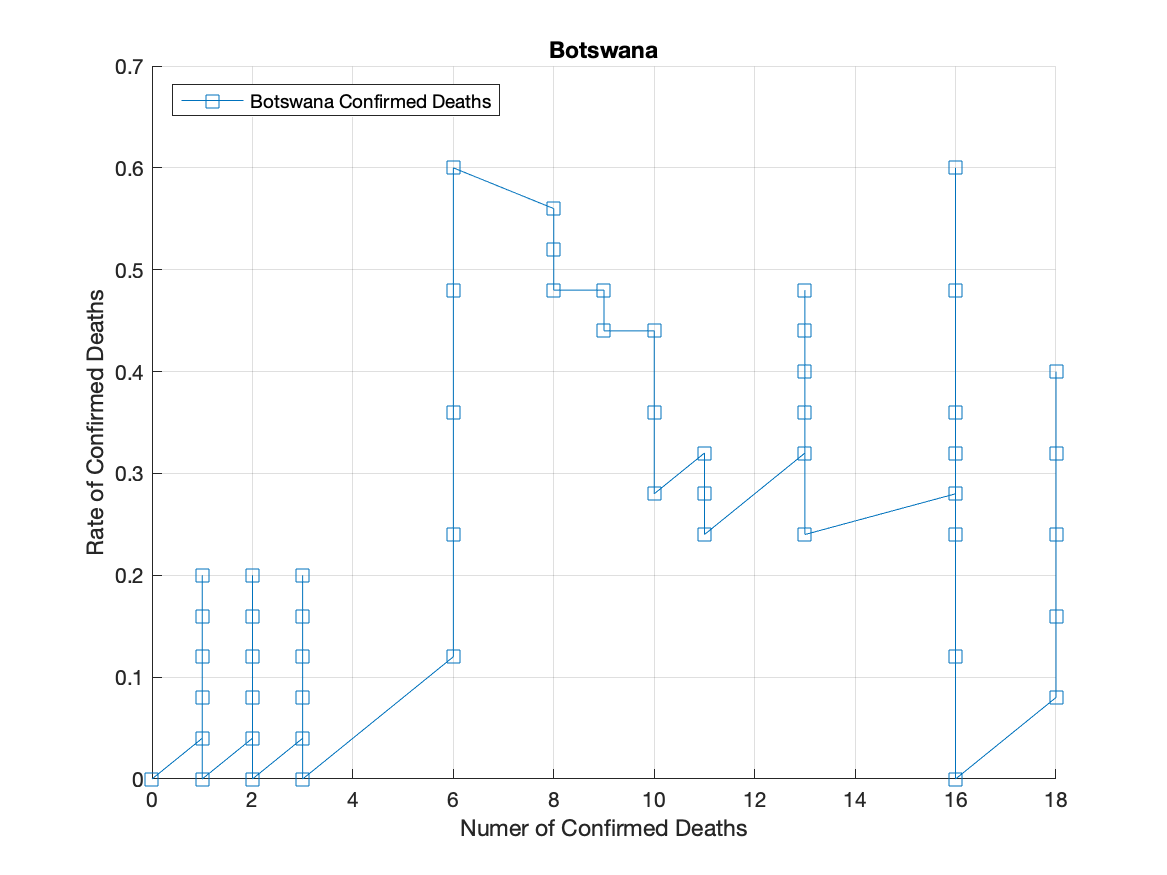 Botswana
Botswana Confirmed Deaths
0.7
0.6
0.5
0.4
0.3
0.2
0.1
0
Rate of Confirmed Deaths
0 2 4 6 8 10 12 14 16 18
Numer of Confirmed Deaths